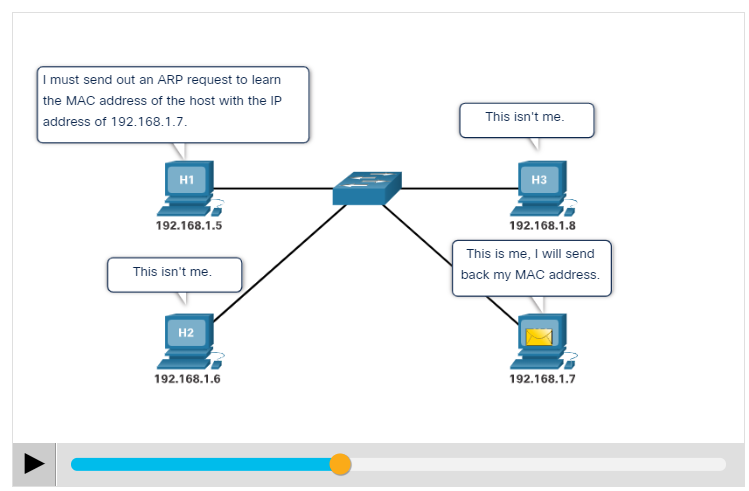 I must send out an ARP request to learn
the MAC address of the host with the IP
address of 192.168.1.7.
This isn't me.
H1
H3
192.168.1.5
192.168.1.8
This is me, I will send
back my MAC address.
This isn't me.
H2
192.168.1.6
192.168.1.7